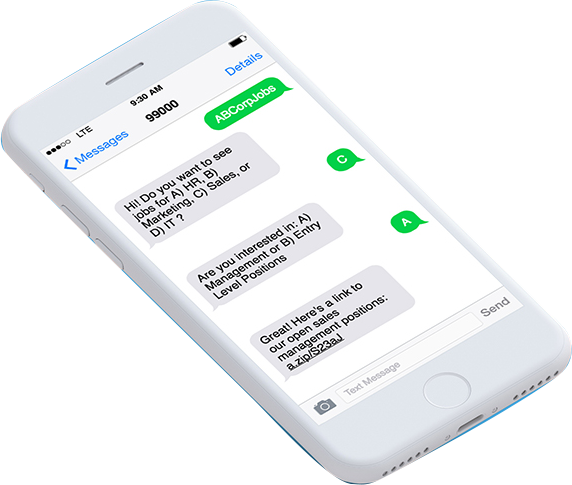 LTE
9:30 AM
Messages
99000
Details
ABCorpJobs
Hi! Do you want to see
jobs for A) HR, B)
Marketing, C) Sales, or
D) IT ?
C
Are you interested in: A)
Management or B) Entry
Level Positions
A
Great! Here's a link to
our open sales
management positions:
a.zip/S23aJ
Text Message
Send